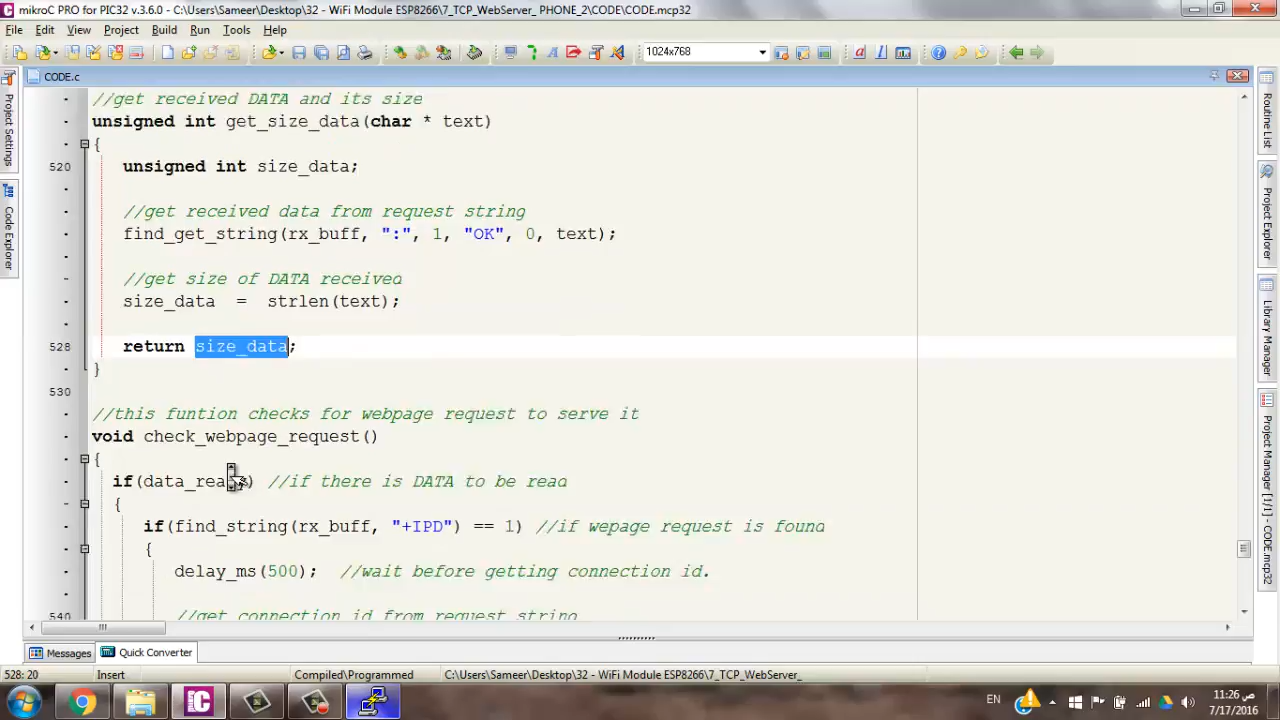 mikroC PRO for PIC32 v.3.6.0 - C:\Users\Sameer\Desktop\32 - WiFi Module ESP8266\7_TCP_WebServer_ PHONE_2\CODE\CODE.mcp32
File Edit View Project Build Run Tools Help
1024x768
CODE.c
//get received DATA and its size
unsigned int get_size_data(char * text)
{
520 unsigned int size_data;
//get received data from request string
find_get_string(rx_buff, ":", 1, "OK", 0, text);
//get size of DATA received
size_data = strlen(text);
528 return size_data;
}
530
//this funtion checks for webpage request to serve it
void check_webpage_request()
{
if(data_ready) //if there is DATA to be read
{
if(find_string(rx_buff, "+IPD") == 1) //if wepage request is found
{
delay_ms(500); //wait before getting connection id.
540 //get connection id from request string
Project Settings
Code Explorer
Routine List
Project Explorer
Library Manager
Project Manager [1/1] - CODE.mcp32
Messages Quick Converter
528: 20 Insert Compiled/Programmed C:\Users\Sameer\Desktop\32 - WiFi Module ESP8266\7_TCP_WebServer_
EN
11:26 ص
7/17/2016